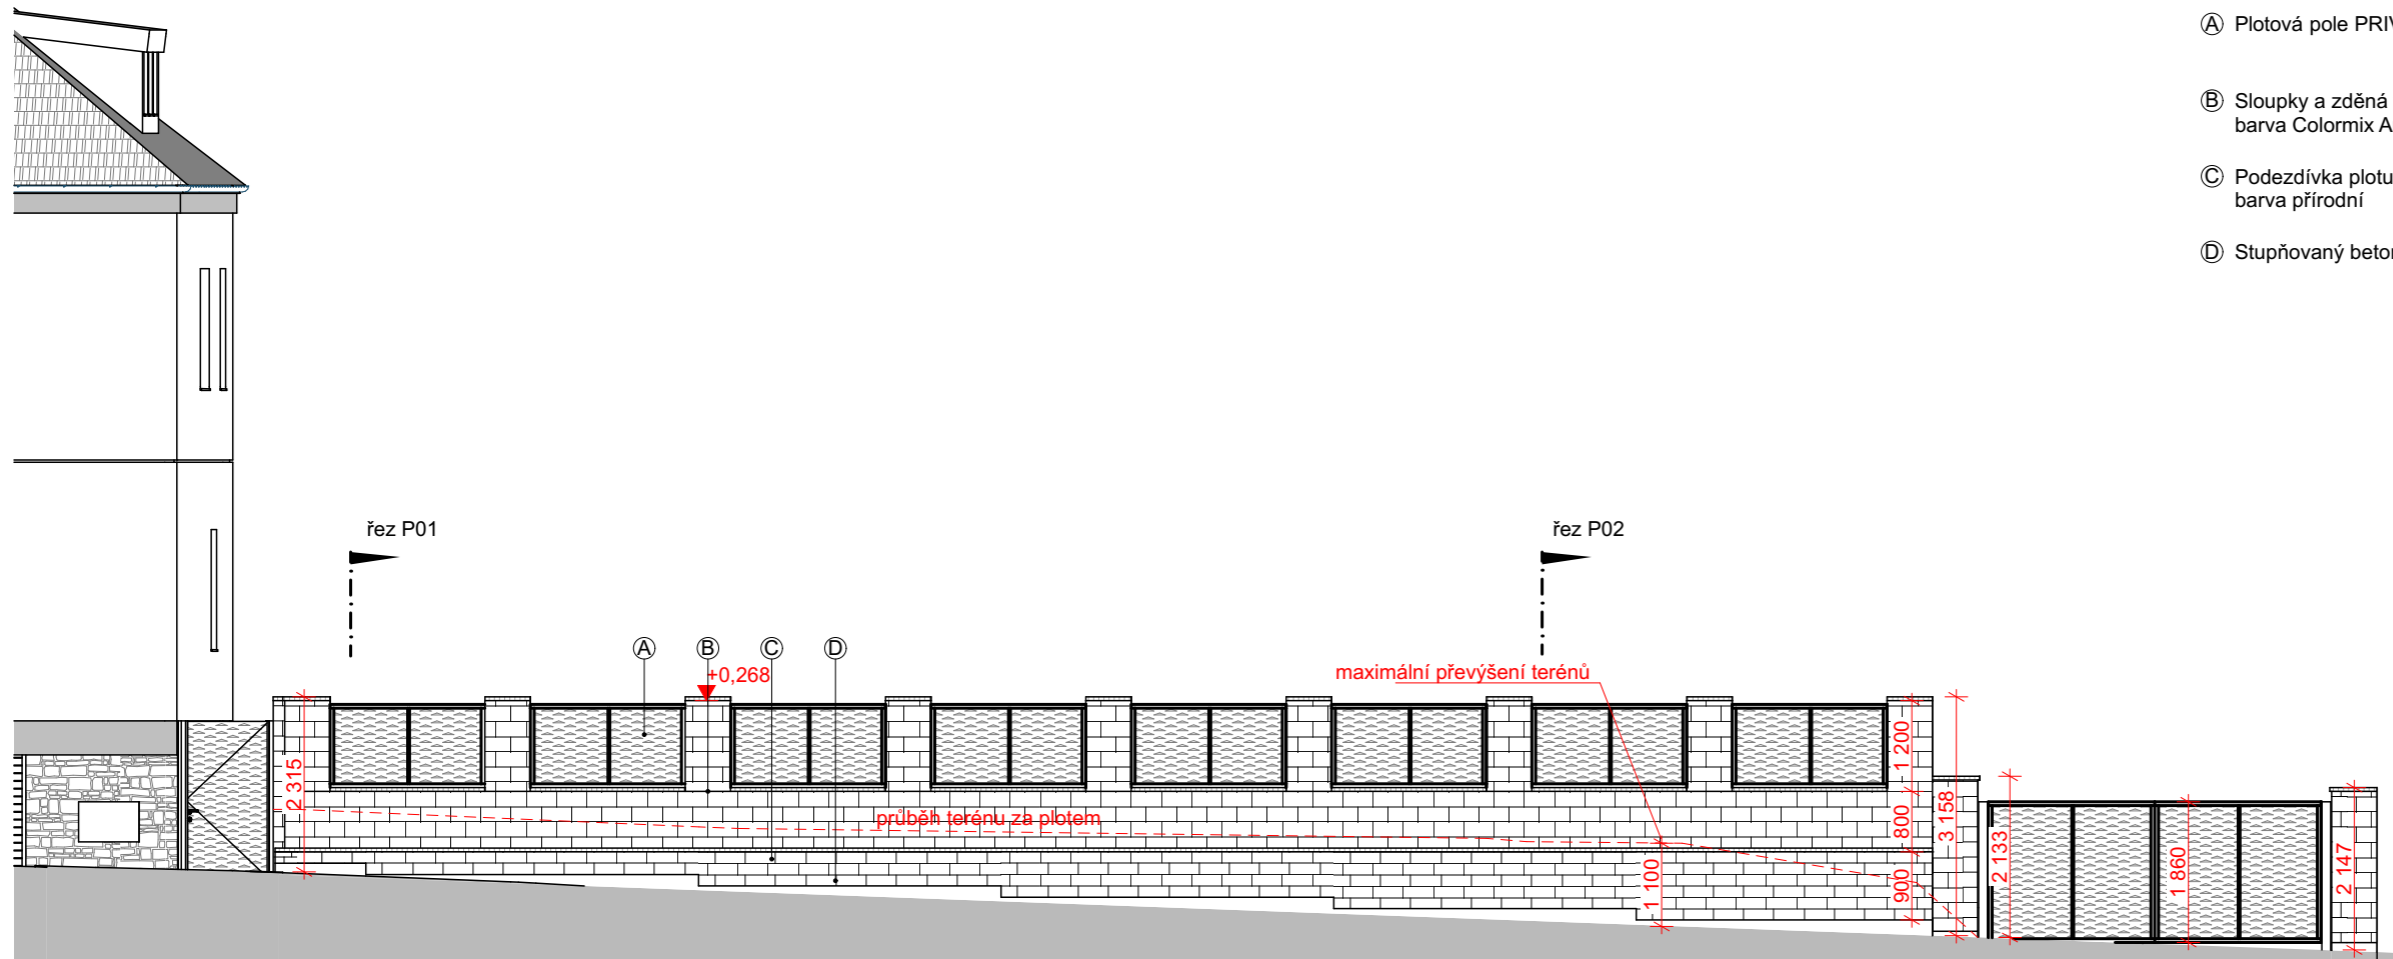 Ⓐ Plotová pole PRIV
Ⓑ Sloupky a zděná
barva Colormix A
Ⓒ Podezdívka plotu
barva přírodní
Ⓓ Stupňovaný beton
řez P01
řez P02
A
B
C
D
+0,268
maximální převýšení terénů
průběh terénu za plotem
2 315
1 200
800
900
1 100
3 158
2 133
1 860
2 147